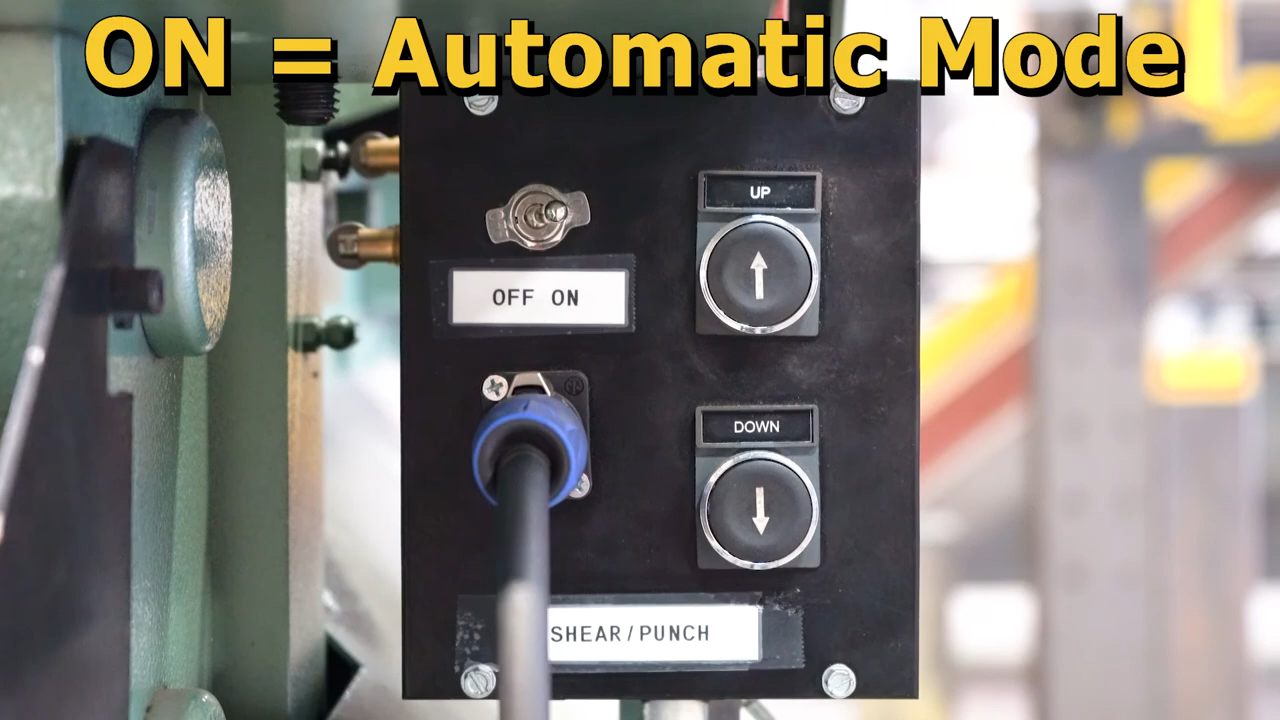 ON = Automatic Mode
UP
OFF ON
DOWN
SHEAR/PUNCH